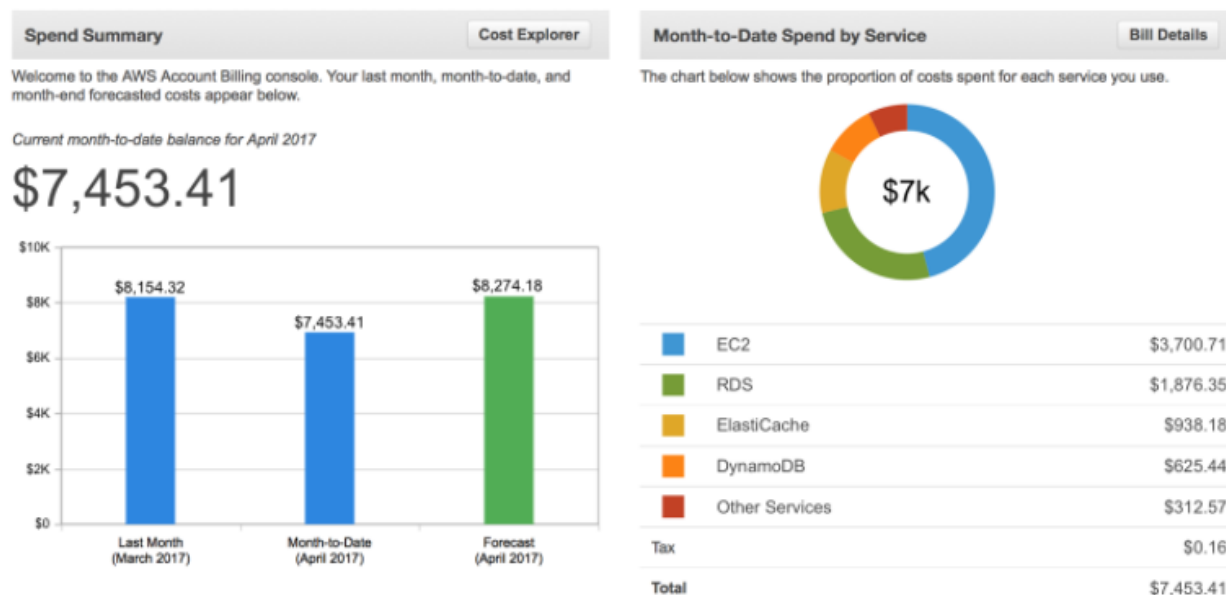 Spend Summary
Cost Explorer
Welcome to the AWS Account Billing console. Your last month, month-to-date, and
month-end forecasted costs appear below.
Current month-to-date balance for April 2017
$7,453.41
$10K
$8K
$6K
$4K
$2K
$0
$8,154.32
$7,453.41
$8,274.18
Last Month
(March 2017)
Month-to-Date
(April 2017)
Forecast
(April 2017)
Month-to-Date Spend by Service
Bill Details
The chart below shows the proportion of costs spent for each service you use.
$7k
EC2 $3,700.71
RDS $1,876.35
ElastiCache $938.18
DynamoDB $625.44
Other Services $312.57
Tax $0.16
Total $7,453.41